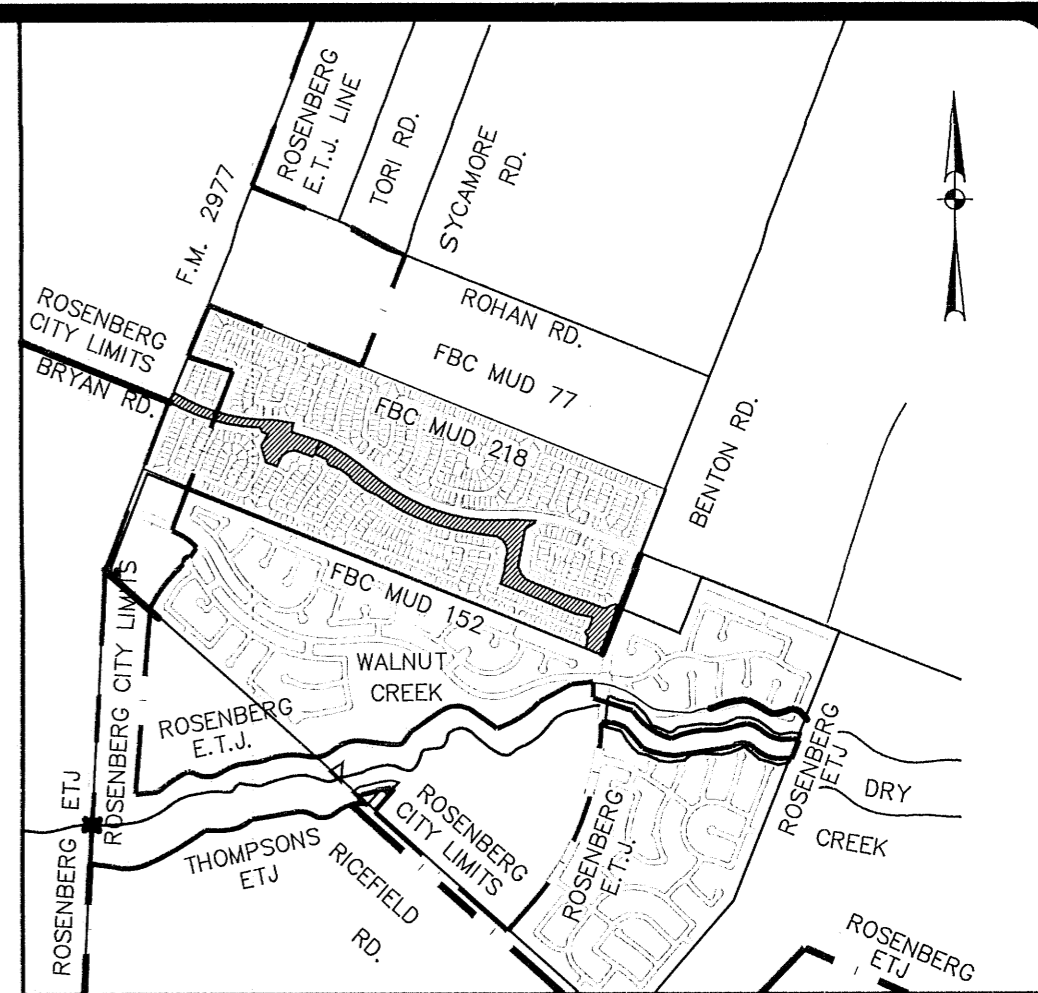 ROSENBERG
E.T.J. LINE
TORI RD.
SYCAMORE
RD.
F.M. 2977
ROSENBERG
CITY LIMITS
BRYAN RD.
ROHAN RD.
FBC MUD 77
FBC MUD 218
BENTON RD.
FBC MUD 152
WALNUT
CREEK
ROSENBERG CITY LIMITS
ROSENBERG
E.T.J.
ROSENBERG ETJ
THOMPSONS
ETJ
RICEFIELD
RD.
ROSENBERG
CITY LIMITS
ROSENBERG
E.T.J.
ROSENBERG
ETJ
DRY
CREEK
ROSENBERG
ETJ